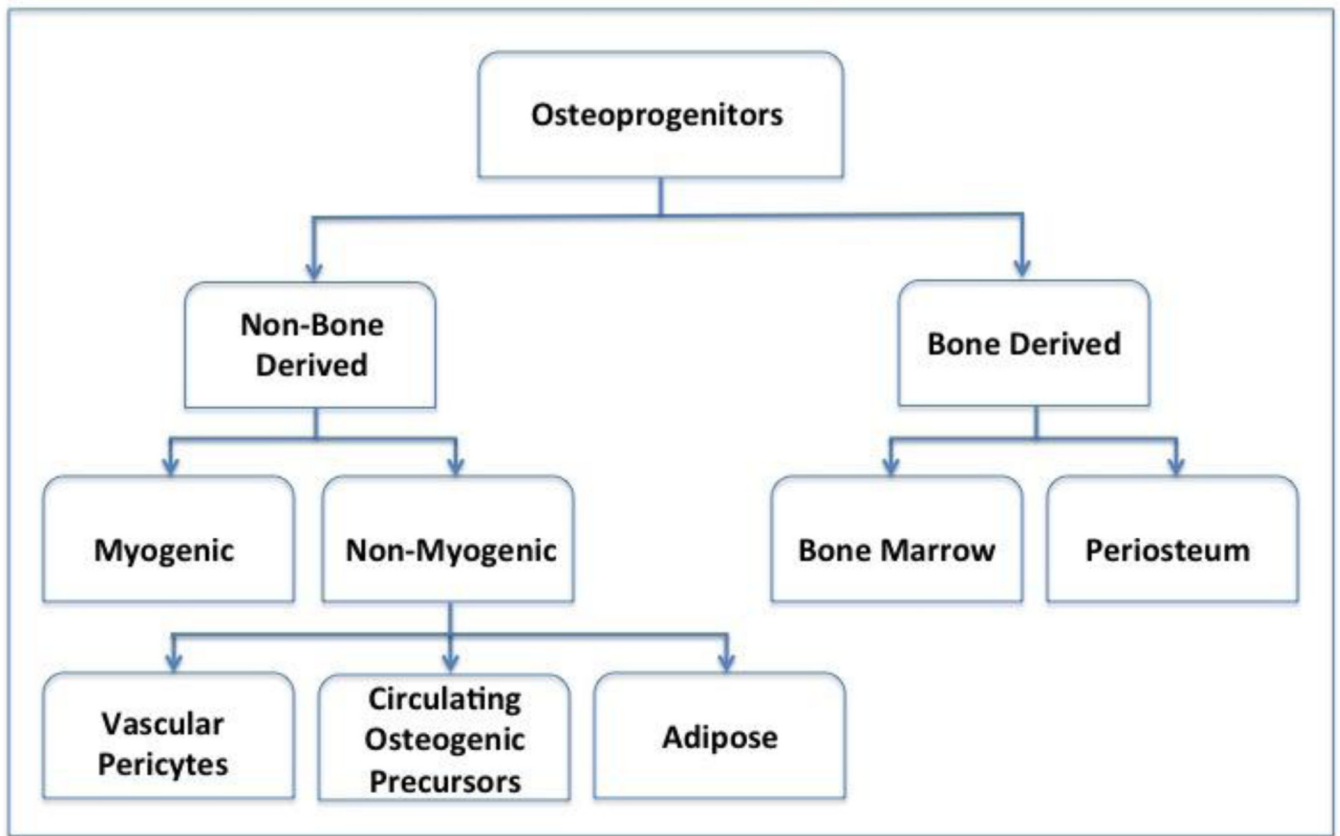 Osteoprogenitors
Non-Bone
Derived
Bone Derived
Myogenic
Non-Myogenic
Bone Marrow
Periosteum
Vascular
Pericytes
Circulating
Osteogenic
Precursors
Adipose